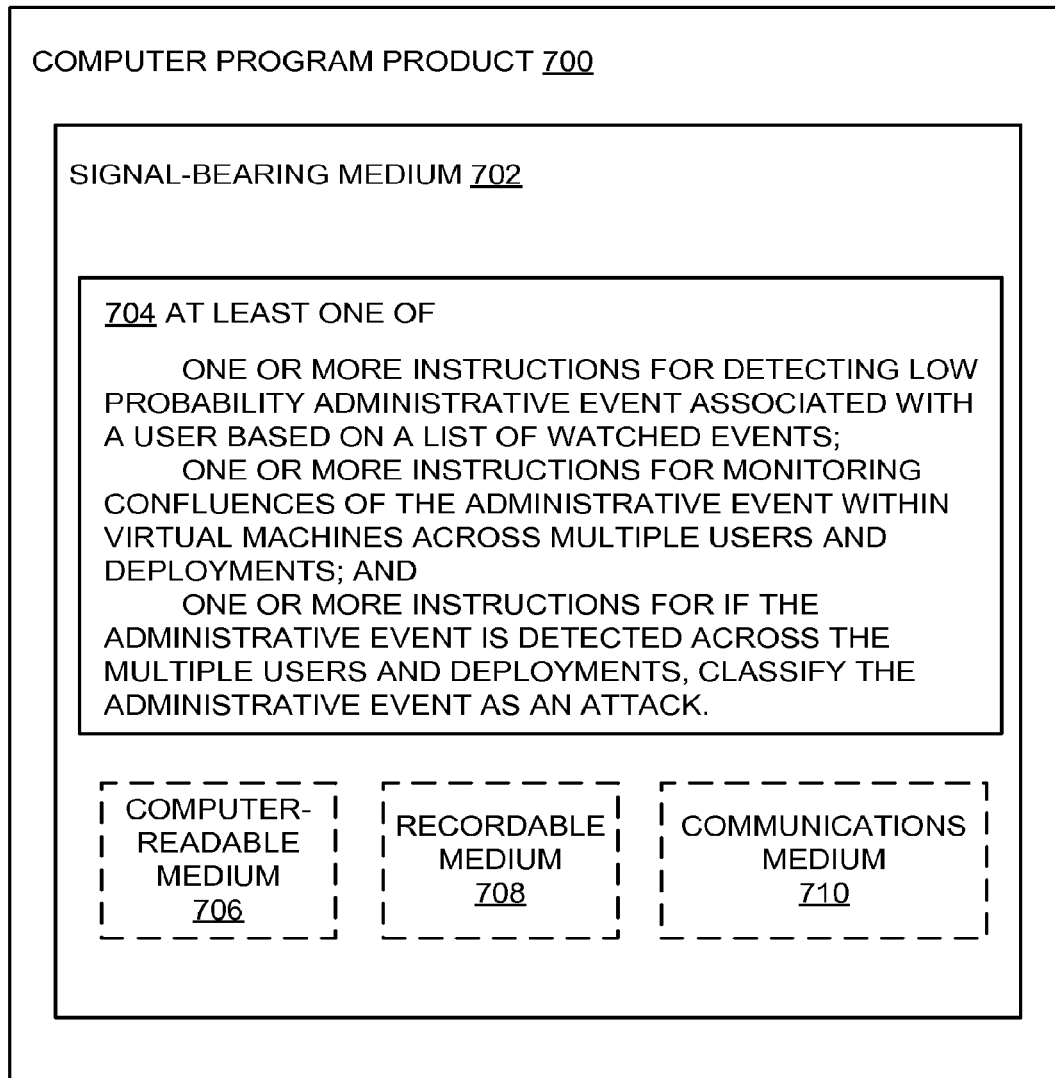 COMPUTER PROGRAM PRODUCT 700
SIGNAL-BEARING MEDIUM 702
704 AT LEAST ONE OF
ONE OR MORE INSTRUCTIONS FOR DETECTING LOW
PROBABILITY ADMINISTRATIVE EVENT ASSOCIATED WITH
A USER BASED ON A LIST OF WATCHED EVENTS;
ONE OR MORE INSTRUCTIONS FOR MONITORING
CONFLUENCES OF THE ADMINISTRATIVE EVENT WITHIN
VIRTUAL MACHINES ACROSS MULTIPLE USERS AND
DEPLOYMENTS; AND
ONE OR MORE INSTRUCTIONS FOR IF THE
ADMINISTRATIVE EVENT IS DETECTED ACROSS THE
MULTIPLE USERS AND DEPLOYMENTS, CLASSIFY THE
ADMINISTRATIVE EVENT AS AN ATTACK.
COMPUTER-
READABLE
MEDIUM
706
RECORDABLE
MEDIUM
708
COMMUNICATIONS
MEDIUM
710